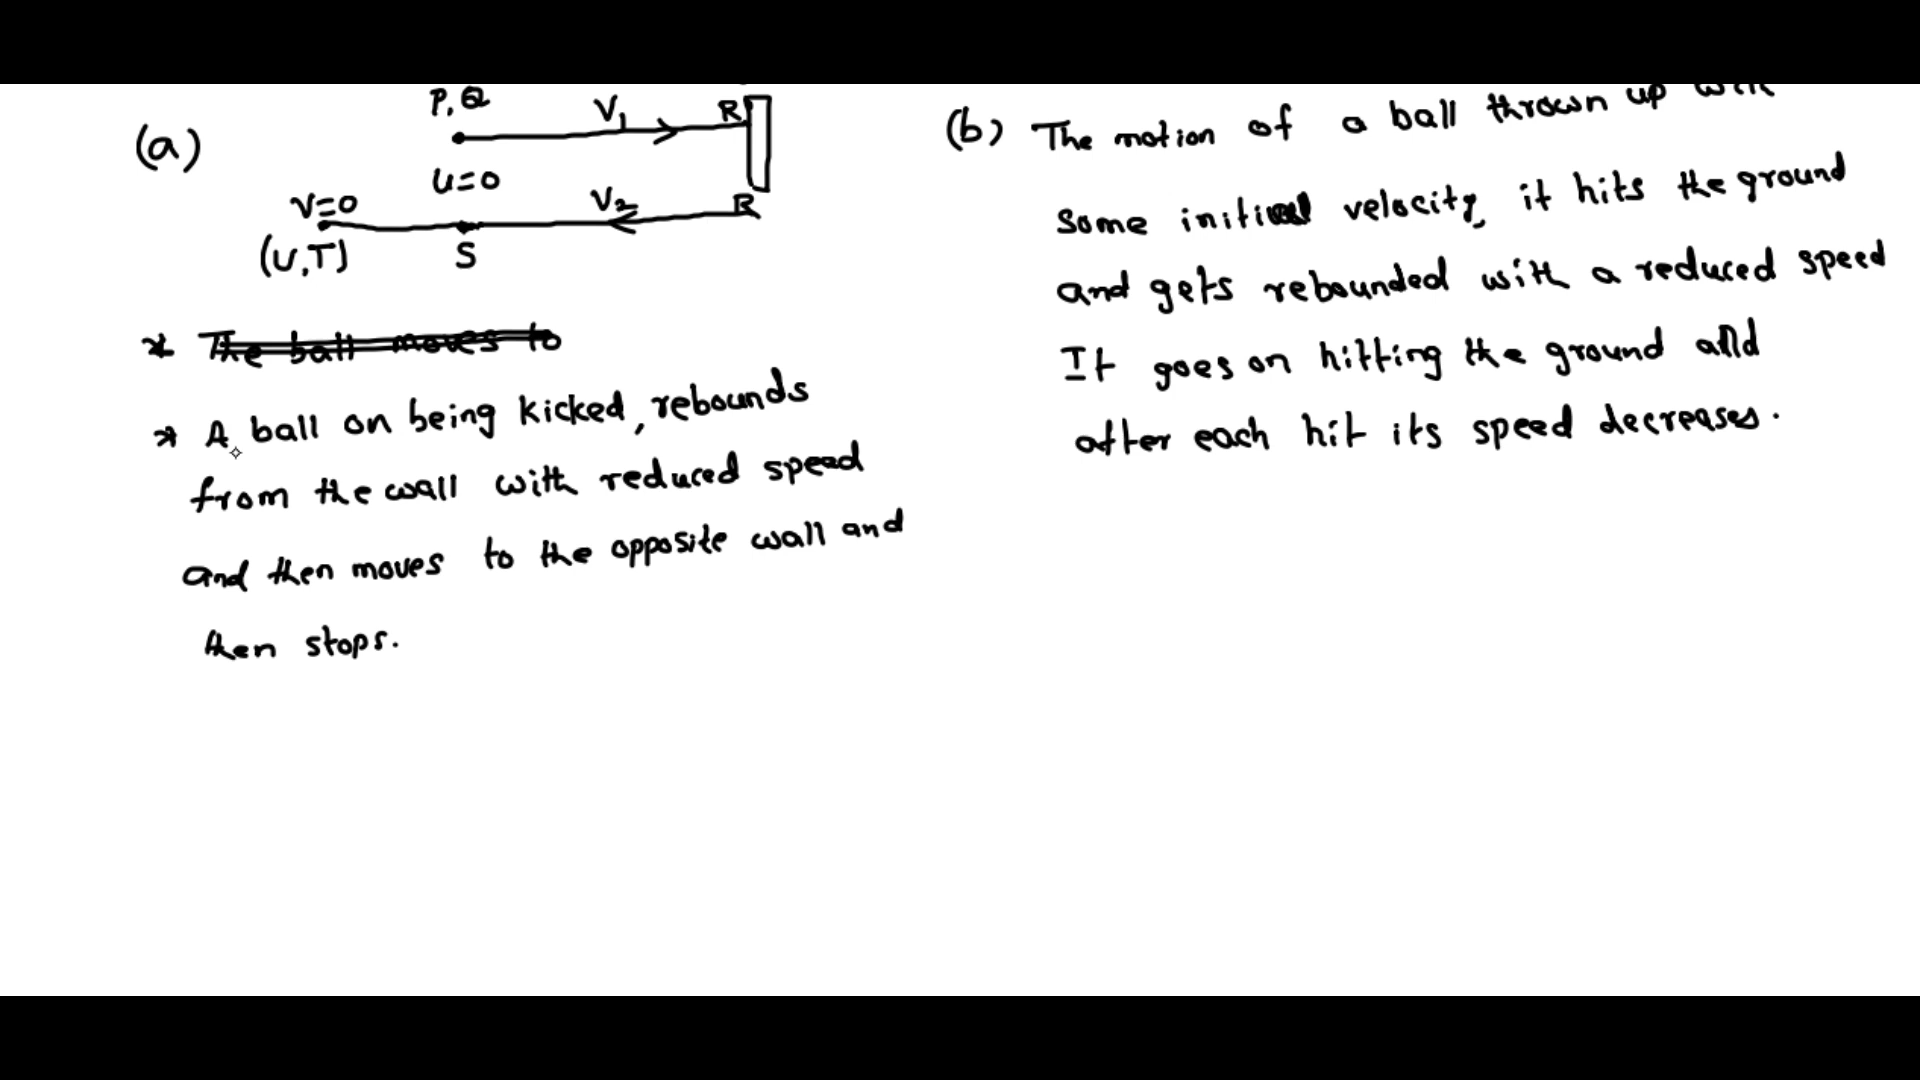 (a)
P, Q
V1
R
u=0
V=0
V2
R
(U,T)
S
* The ball moves to
* A ball on being kicked, rebounds
from the wall with reduced speed
and then moves to the opposite wall and
then stops.
(b) The motion of a ball thrown up with
Some initial velocity, it hits the ground
and gets rebounded with a reduced speed
It goes on hitting the ground and
after each hit its speed decreases.